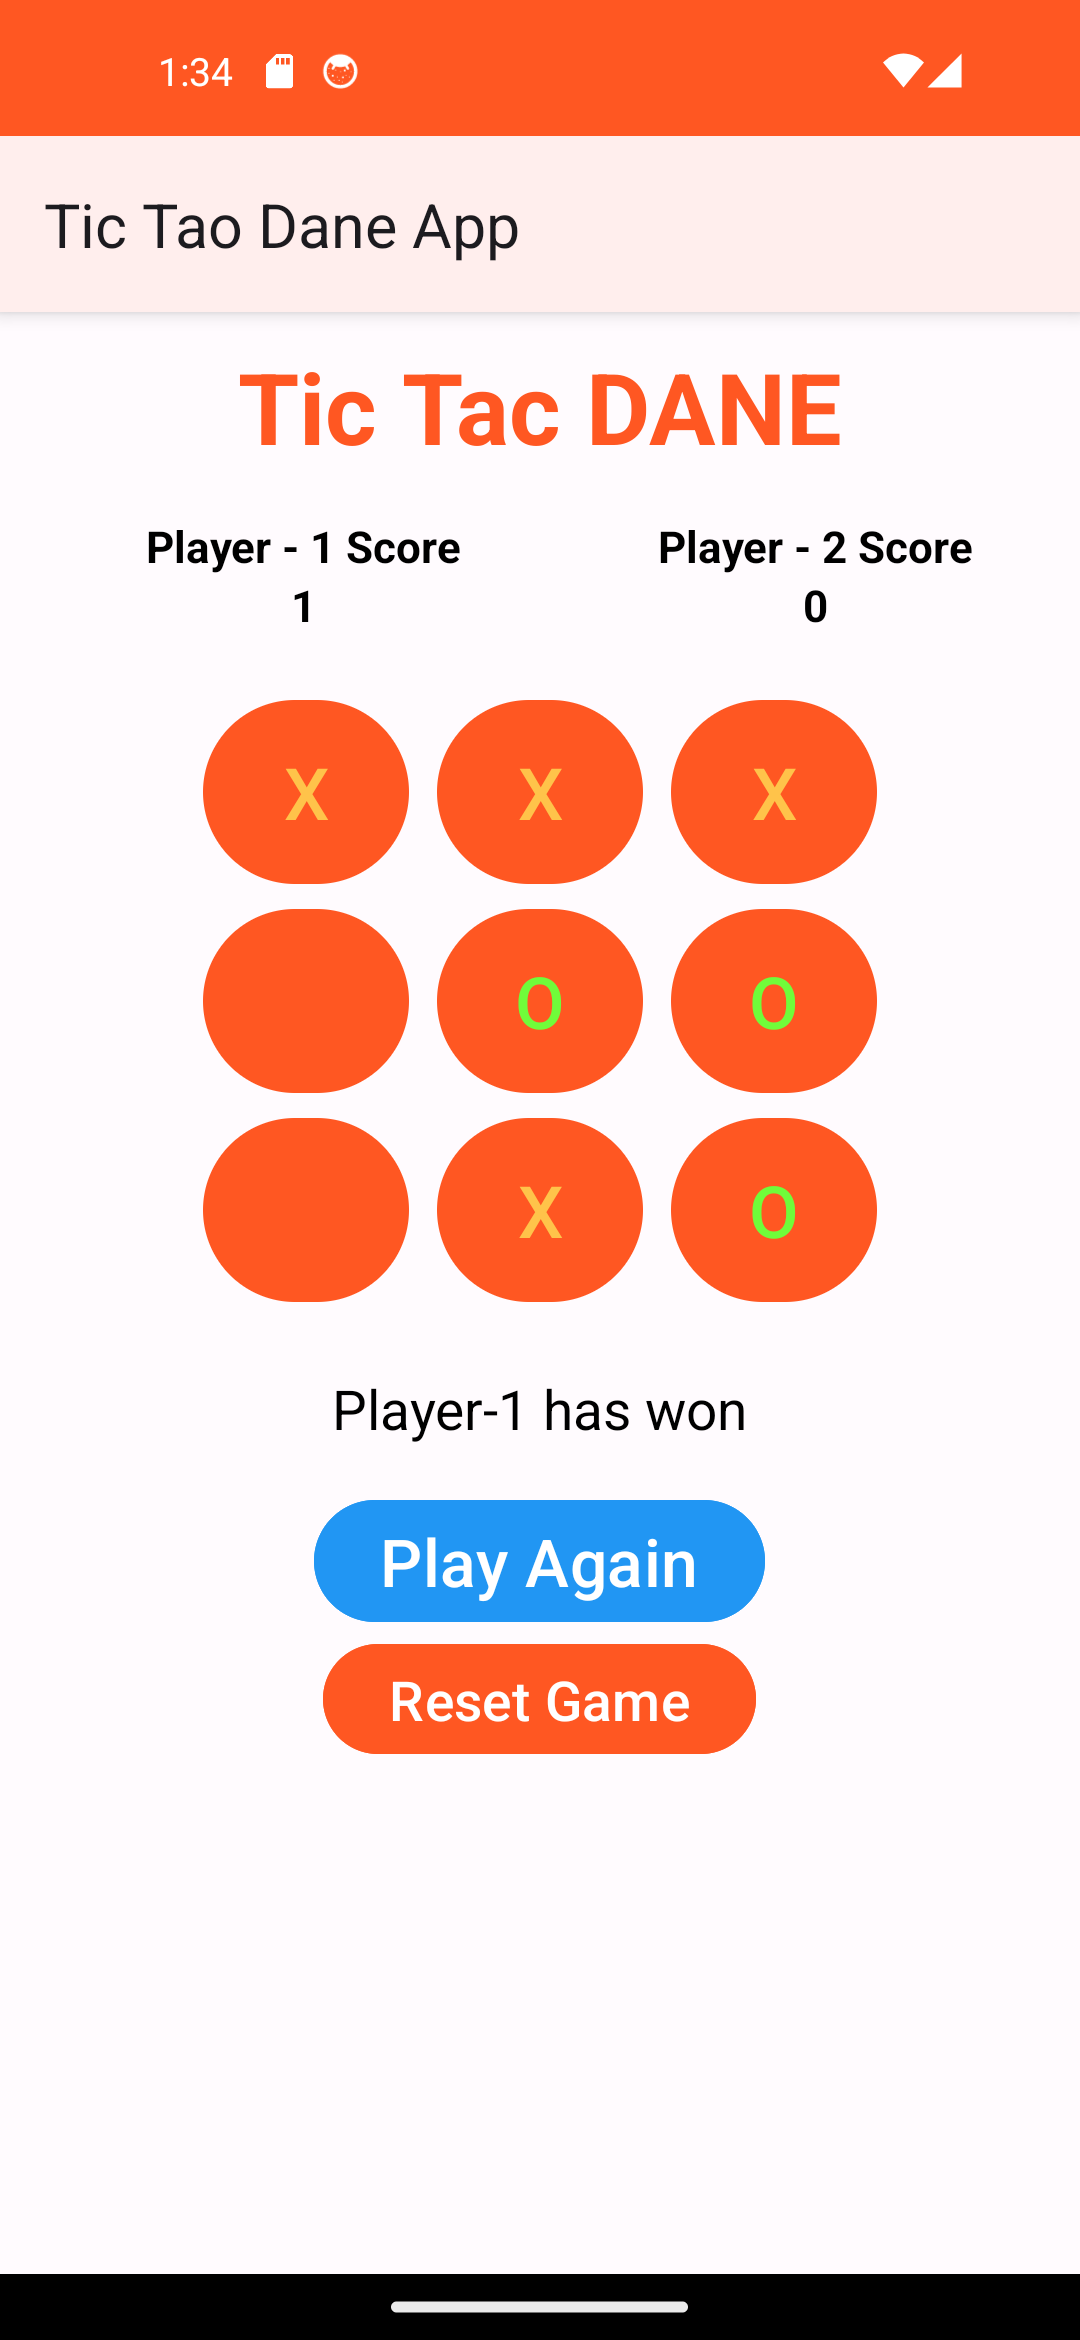 1:34
Tic Tao Dane App
Tic Tac DANE
Player - 1 Score Player - 2 Score
1 0
X X X
O O
X O
Player-1 has won
Play Again
Reset Game